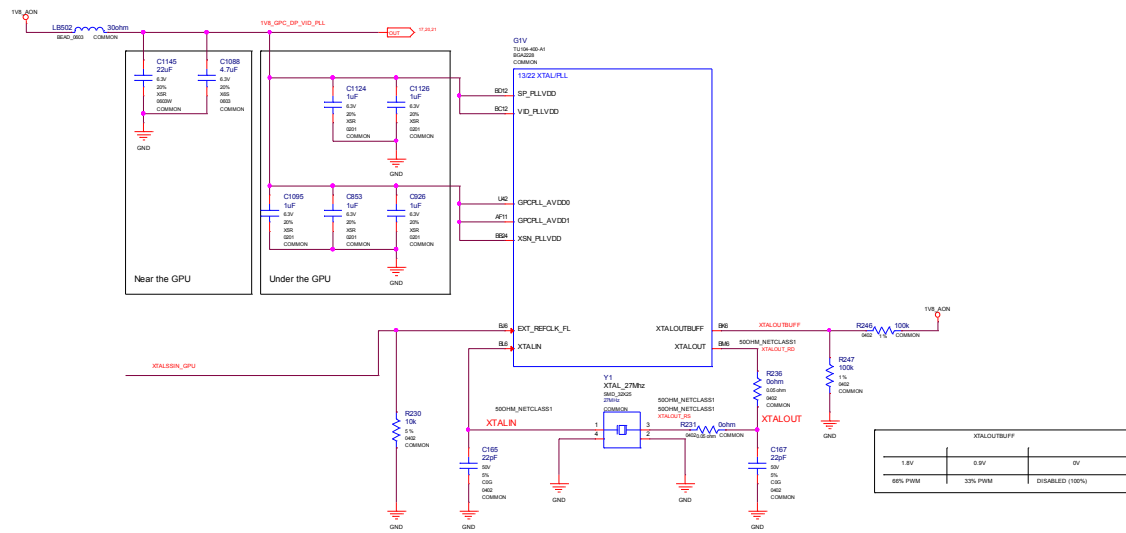 1V8_AON
LB502 30ohm
BEAD_0603 COMMON
1V8_GPC_DP_VID_PLL
OUT 17,20,21
C1145
22uF
6.3V
20%
X5R
0603W
COMMON
C1088
4.7uF
6.3V
20%
X6S
0603
COMMON
GND
Near the GPU
C1124
1uF
6.3V
20%
X5R
0201
COMMON
C1126
1uF
6.3V
20%
X5R
0201
COMMON
GND
C1095
1uF
6.3V
20%
X5R
0201
COMMON
C853
1uF
6.3V
20%
X5R
0201
COMMON
C926
1uF
6.3V
20%
X5R
0201
COMMON
GND
Under the GPU
G1V
TU104-400-A1
BGA2228
COMMON
13/22 XTAL/PLL
BD12 SP_PLLVDD
BC12 VID_PLLVDD
U42 GPCPLL_AVDD0
AF11 GPCPLL_AVDD1
BB24 XSN_PLLVDD
BJ6 EXT_REFCLK_FL
BL6 XTALIN
XTALOUTBUFF BK6
XTALOUT BM6
XTALSSIN_GPU
R230
10k
5 %
0402
COMMON
GND
50OHM_NETCLASS1
XTALIN
C165
22pF
50V
5%
C0G
0402
COMMON
GND
Y1
XTAL_27Mhz
SMD_32X25
27MHz
COMMON
1
4
3
2
GND
GND
50OHM_NETCLASS1
50OHM_NETCLASS1
XTALOUT_RS
R231 0ohm
0402 0.05 ohm COMMON
50OHM_NETCLASS1
XTALOUT_RD
R236
0ohm
0.05 ohm
0402
COMMON
XTALOUT
C167
22pF
50V
5%
C0G
0402
COMMON
GND
XTALOUTBUFF
R246 100k
0402 1 % COMMON
1V8_AON
R247
100k
1 %
0402
COMMON
GND
XTALOUTBUFF
1.8V 0.9V 0V
66% PWM 33% PWM DISABLED (100%)